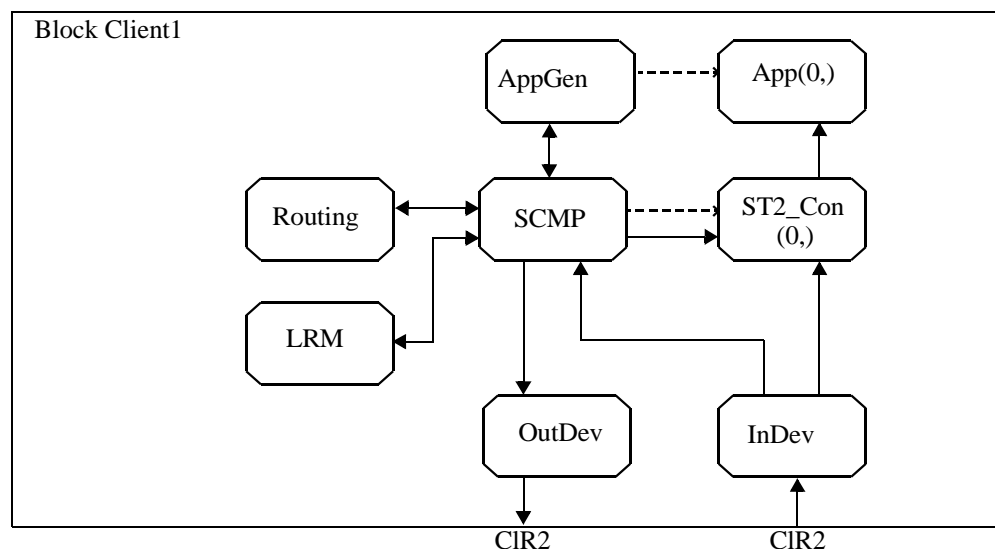 Block Client1
AppGen
App(0,)
Routing
SCMP
ST2_Con
(0,)
LRM
OutDev
InDev
ClR2
ClR2